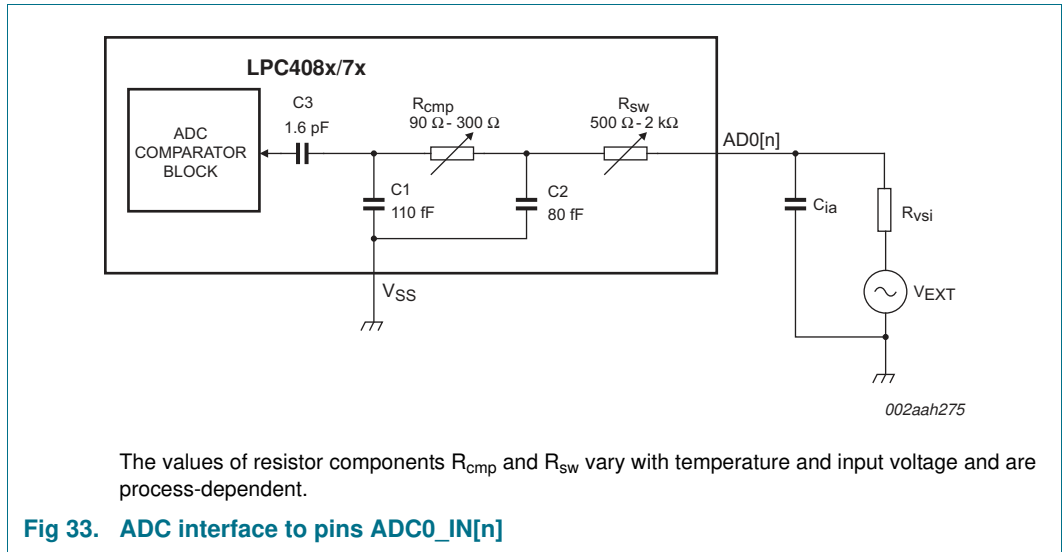 LPC408x/7x
ADC
COMPARATOR
BLOCK
C3
1.6 pF
Rcmp
90 Ω - 300 Ω
Rsw
500 Ω - 2 kΩ
AD0[n]
C1
110 fF
C2
80 fF
Cia
Rvsi
VSS
VEXT
002aah275
The values of resistor components Rcmp and Rsw vary with temperature and input voltage and are
process-dependent.
Fig 33. ADC interface to pins ADC0_IN[n]